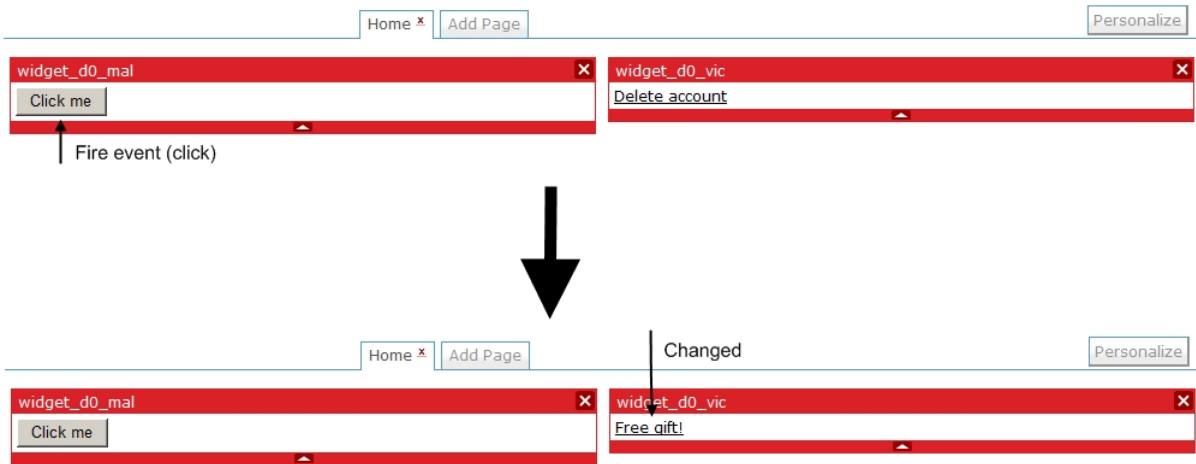 Home x Add Page Personalize
widget_d0_mal x widget_d0_vic x
Click me Delete account
Fire event (click)
Changed
Home x Add Page Personalize
widget_d0_mal x widget_d0_vic x
Click me Free gift!